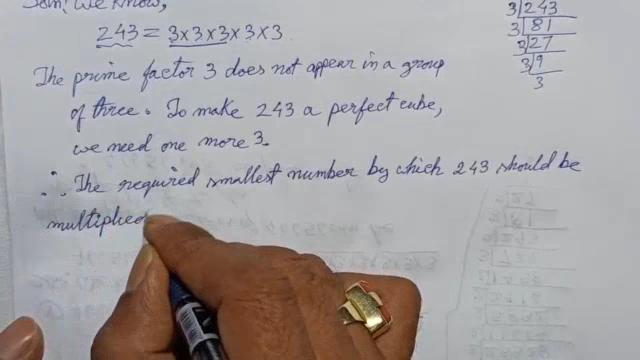 Soln: We know,
243 = 3×3×3×3×3
The prime factor 3 does not appear in a group
of three. To make 243 a perfect cube,
we need one more 3.
∴ The required smallest number by which 243 should be
multiplied
3 243
3 81
3 27
3 9
3